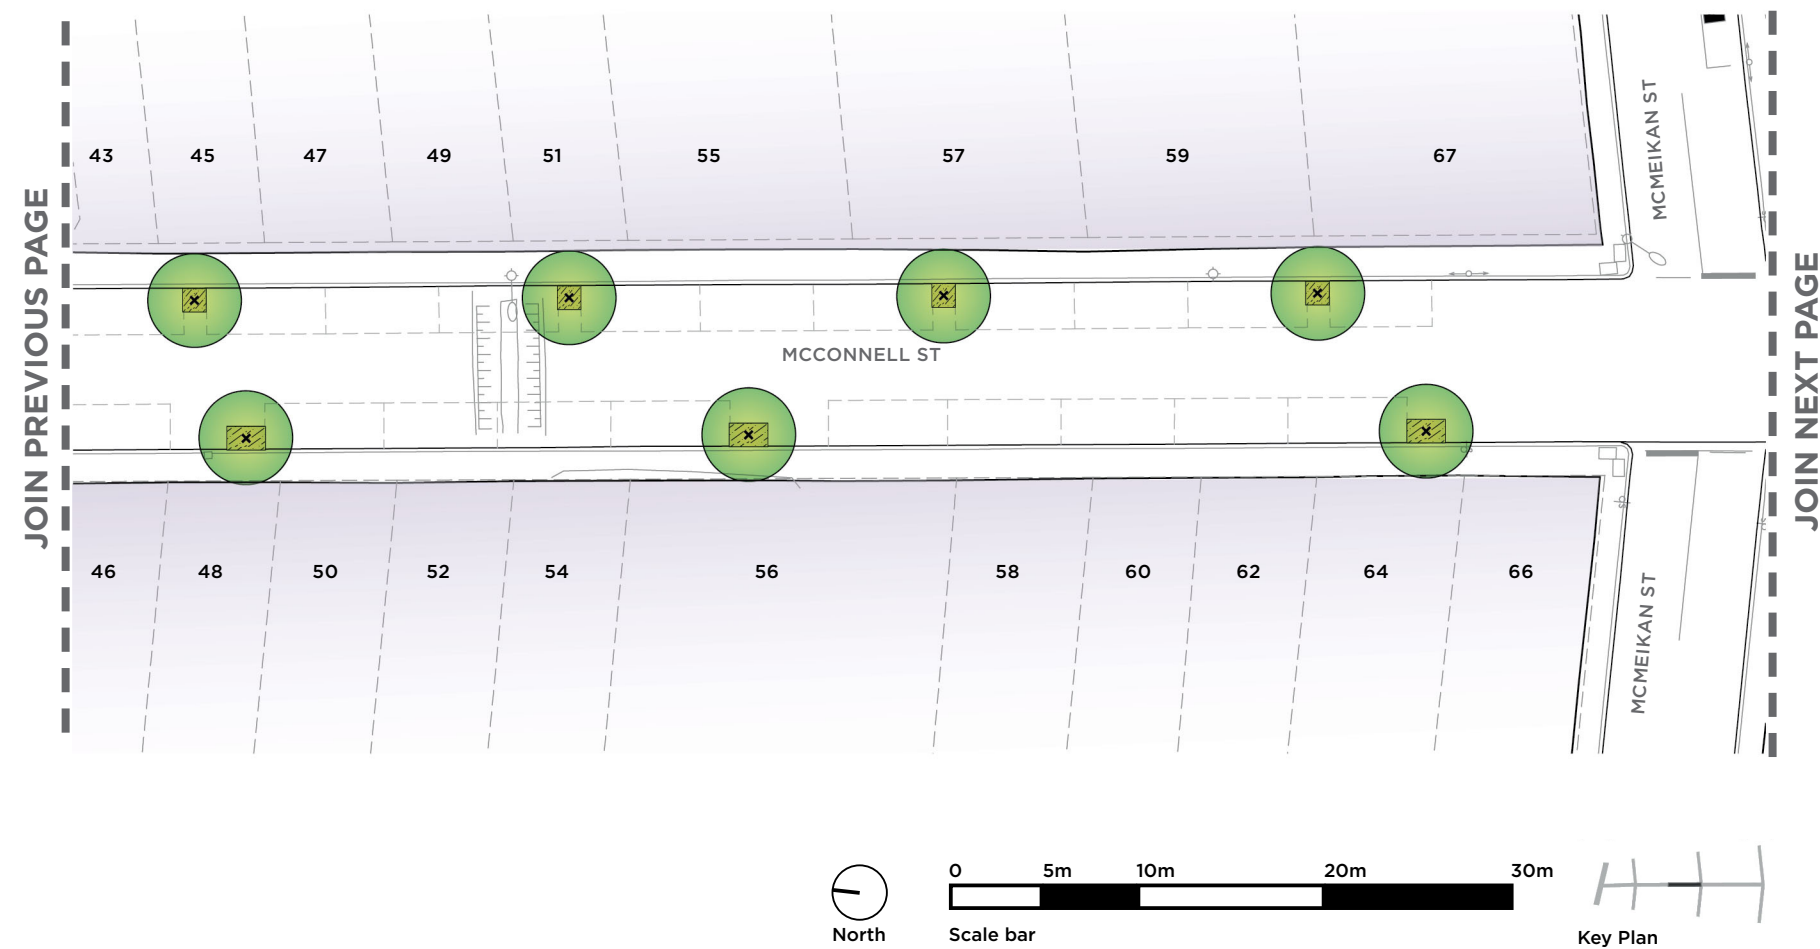 JOIN PREVIOUS PAGE
43 45 47 49 51 55 57 59 67
MCMEIKAN ST
MCCONNELL ST
JOIN NEXT PAGE
46 48 50 52 54 56 58 60 62 64 66
MCMEIKAN ST
0 5m 10m 20m 30m
North
Scale bar
Key Plan